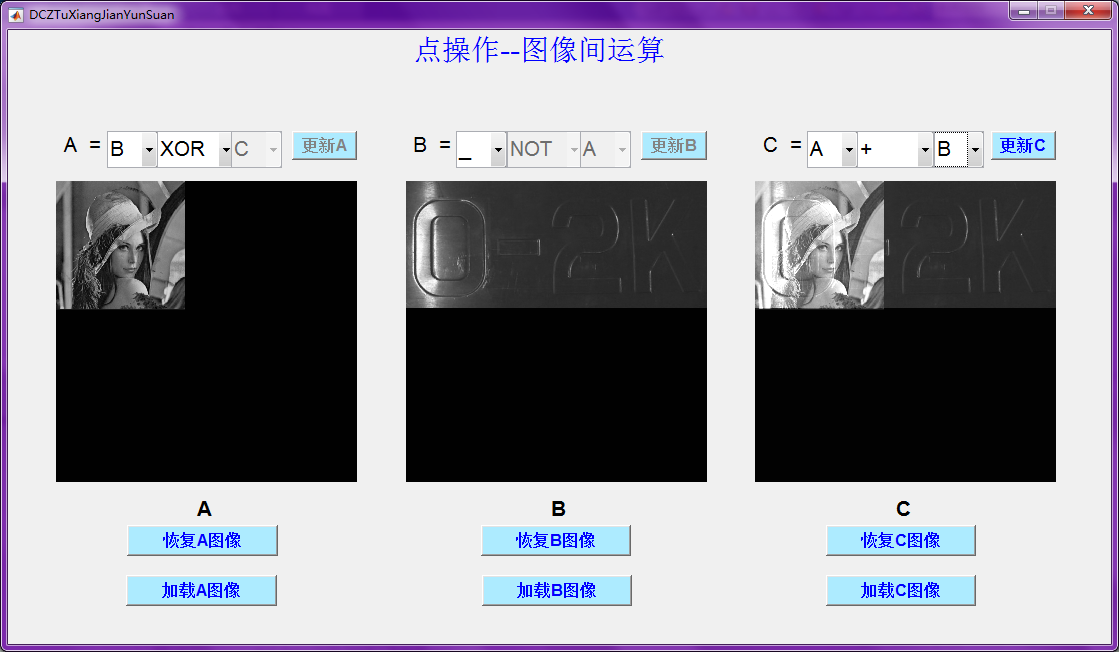 DCZTuXiangJianYunSuan
点操作--图像间运算
A = B XOR C 更新A
B = _ NOT A 更新B
C = A + B 更新C
O-2K
O-2K
A
B
C
恢复A图像
恢复B图像
恢复C图像
加载A图像
加载B图像
加载C图像